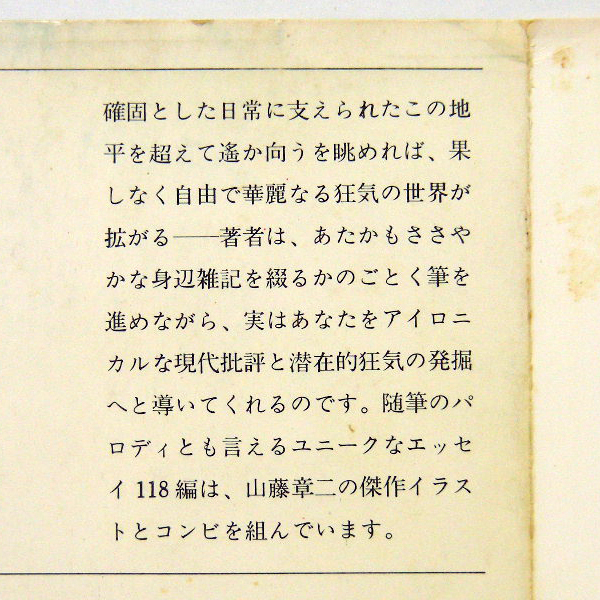 確固とした日常に支えられたこの地
平を超えて遙か向うを眺めれば、果
しなく自由で華麗なる狂気の世界が
拡がる──著者は、あたかもささや
かな身辺雑記を綴るかのごとく筆を
進めながら、実はあなたをアイロニ
カルな現代批評と潜在的狂気の発掘
へと導いてくれるのです。随筆のパ
ロディとも言えるユニークなエッセ
イ118編は、山藤章二の傑作イラス
トとコンビを組んでいます。